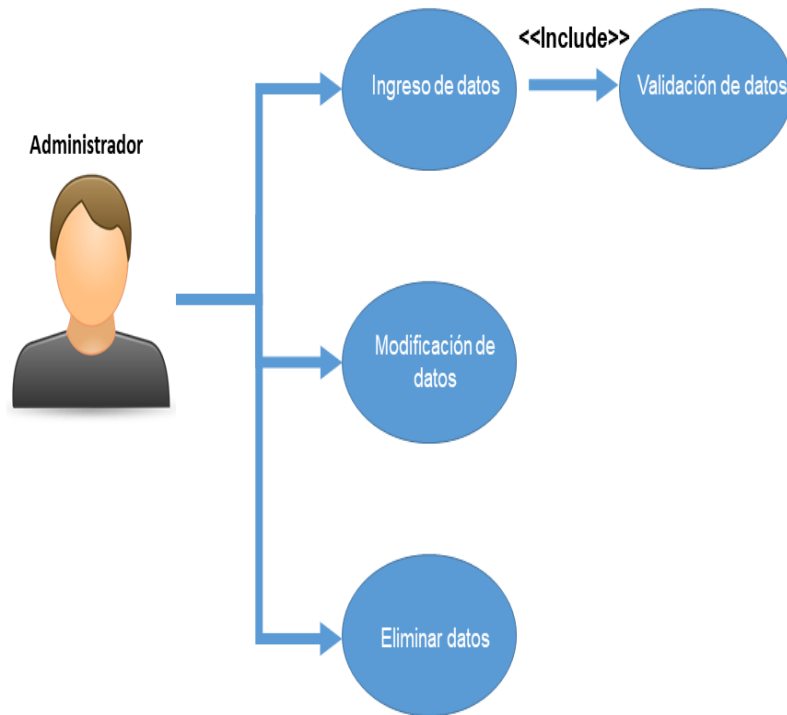 <<Include>>
Ingreso de datos
Validación de datos
Administrador
Modificación de
datos
Eliminar datos